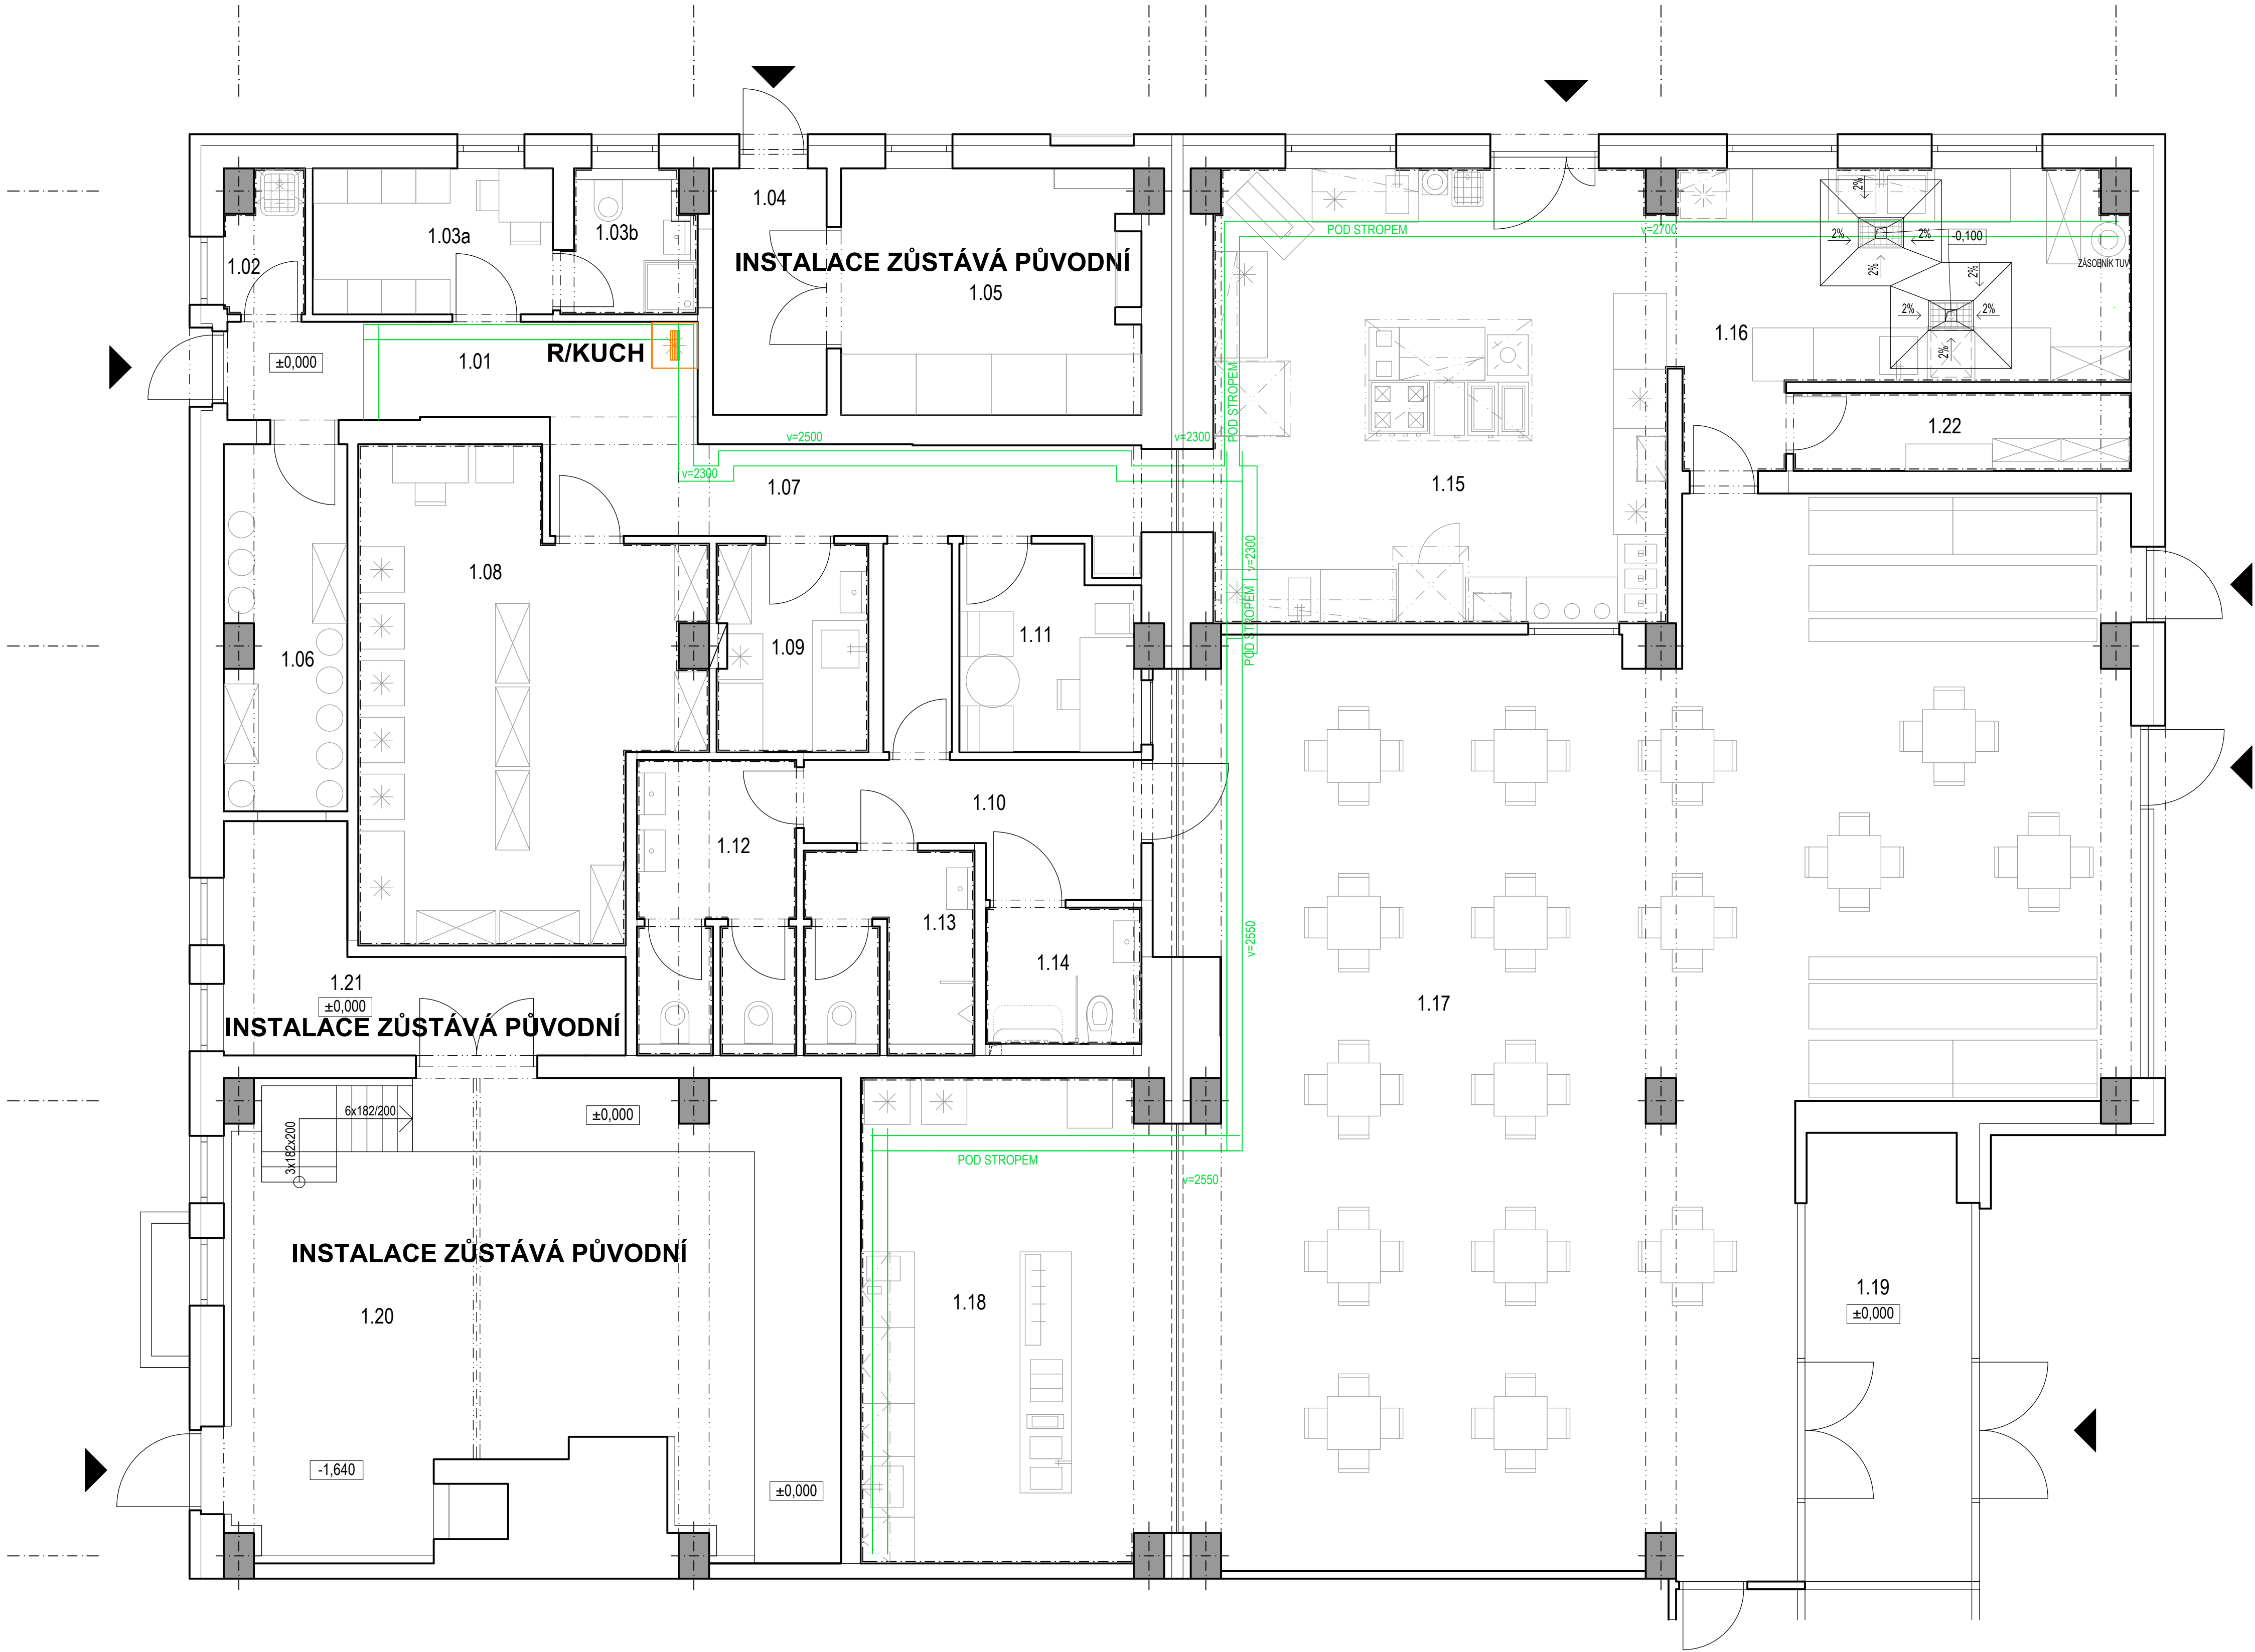 1.02
1.03a
1.03b
1.04
INSTALACE ZŮSTÁVÁ PŮVODNÍ
1.05
POD STROPEM
v=2700
2%
2%
2%
-0,100
2%
2%
ZÁSOBNÍK TUV
2%
2%
2%
1.16
±0,000
1.01
R/KUCH
POD STROPEM
v=2500
v=2300
1.22
v=2300
1.07
1.15
1.08
v=2300
POD STROPEM
1.06
1.09
1.11
1.10
1.12
1.13
v=2550
1.14
1.21
±0,000
INSTALACE ZŮSTÁVÁ PŮVODNÍ
1.17
6x182/200
±0,000
3x182x200
POD STROPEM
v=2550
INSTALACE ZŮSTÁVÁ PŮVODNÍ
1.20
1.18
1.19
±0,000
-1,640
±0,000